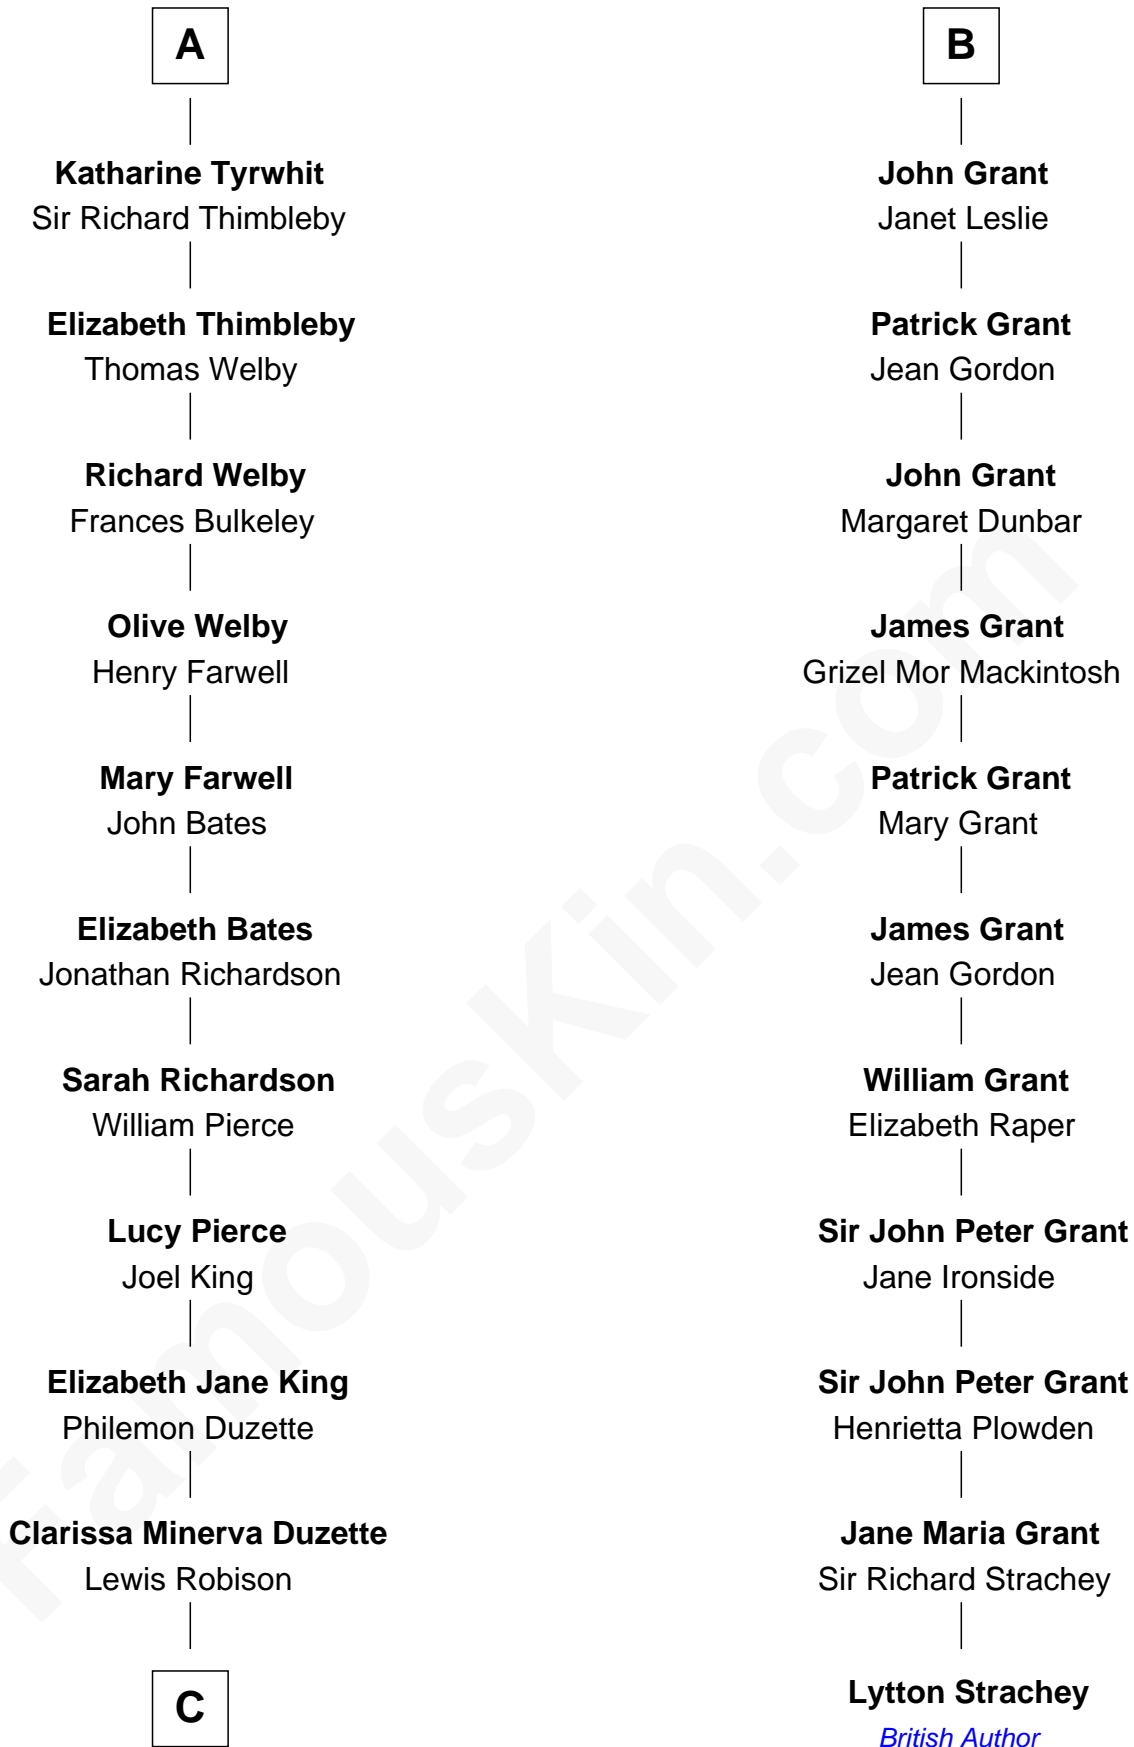 A
Katharine Tyrwhit
Sir Richard Thimbleby
Elizabeth Thimbleby
Thomas Welby
Richard Welby
Frances Bulkeley
Olive Welby
Henry Farwell
Mary Farwell
John Bates
Elizabeth Bates
Jonathan Richardson
Sarah Richardson
William Pierce
Lucy Pierce
Joel King
Elizabeth Jane King
Philemon Duzette
Clarissa Minerva Duzette
Lewis Robison
C
B
John Grant
Janet Leslie
Patrick Grant
Jean Gordon
John Grant
Margaret Dunbar
James Grant
Grizel Mor Mackintosh
Patrick Grant
Mary Grant
James Grant
Jean Gordon
William Grant
Elizabeth Raper
Sir John Peter Grant
Jane Ironside
Sir John Peter Grant
Henrietta Plowden
Jane Maria Grant
Sir Richard Strachey
Lytton Strachey
British Author
FamousKin.com